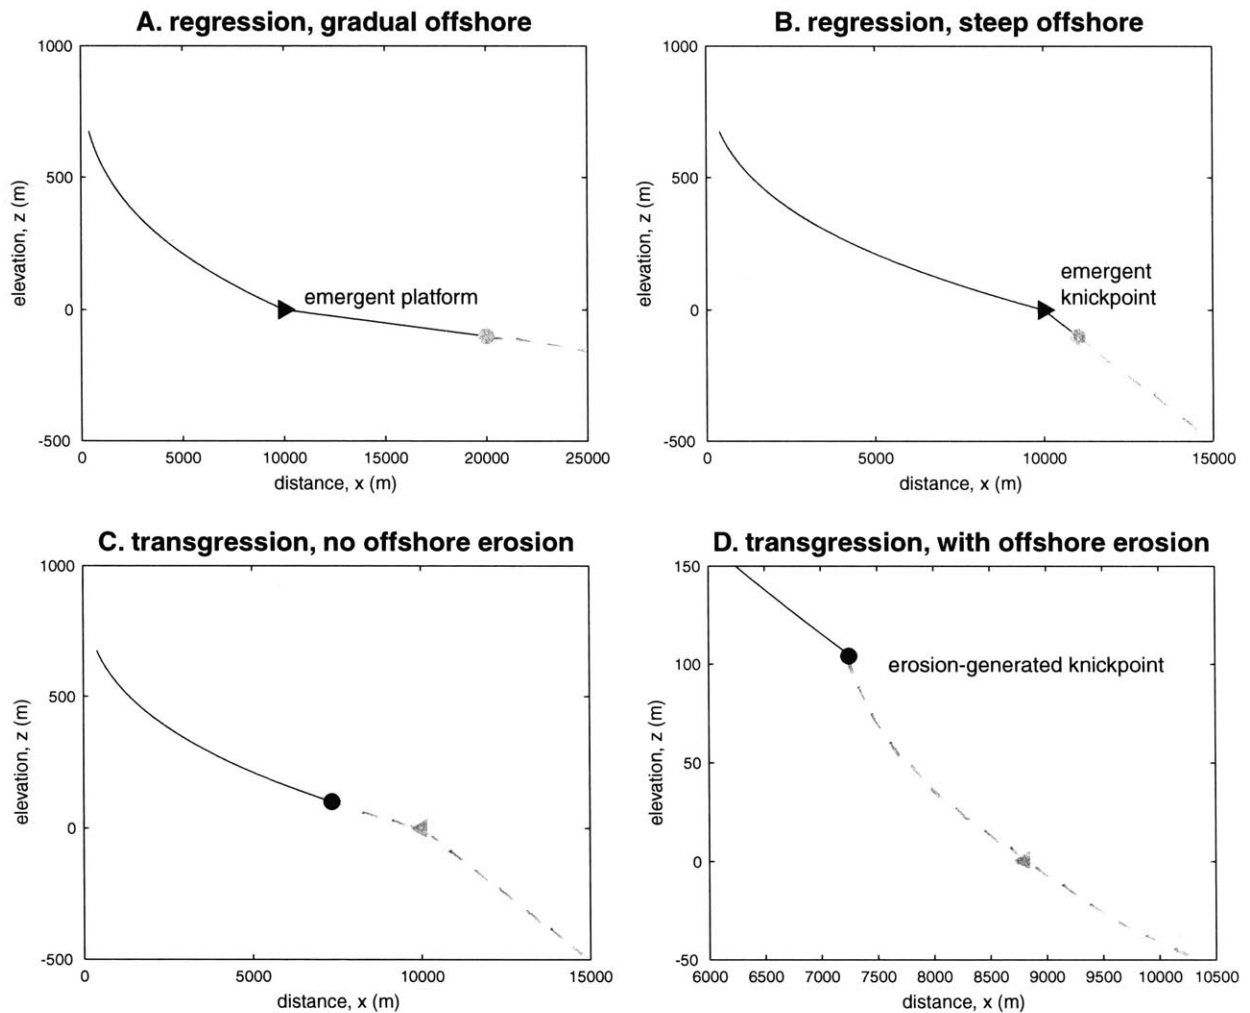 A. regression, gradual offshore
1000
500
0
-500
elevation, z (m)
emergent platform
0 5000 10000 15000 20000 25000
distance, x (m)
B. regression, steep offshore
1000
500
0
-500
elevation, z (m)
emergent
knickpoint
0 5000 10000 15000
distance, x (m)
C. transgression, no offshore erosion
1000
500
0
-500
elevation, z (m)
0 5000 10000 15000
distance, x (m)
D. transgression, with offshore erosion
150
100
50
0
-50
elevation, z (m)
erosion-generated knickpoint
6000 6500 7000 7500 8000 8500 9000 9500 10000 10500
distance, x (m)